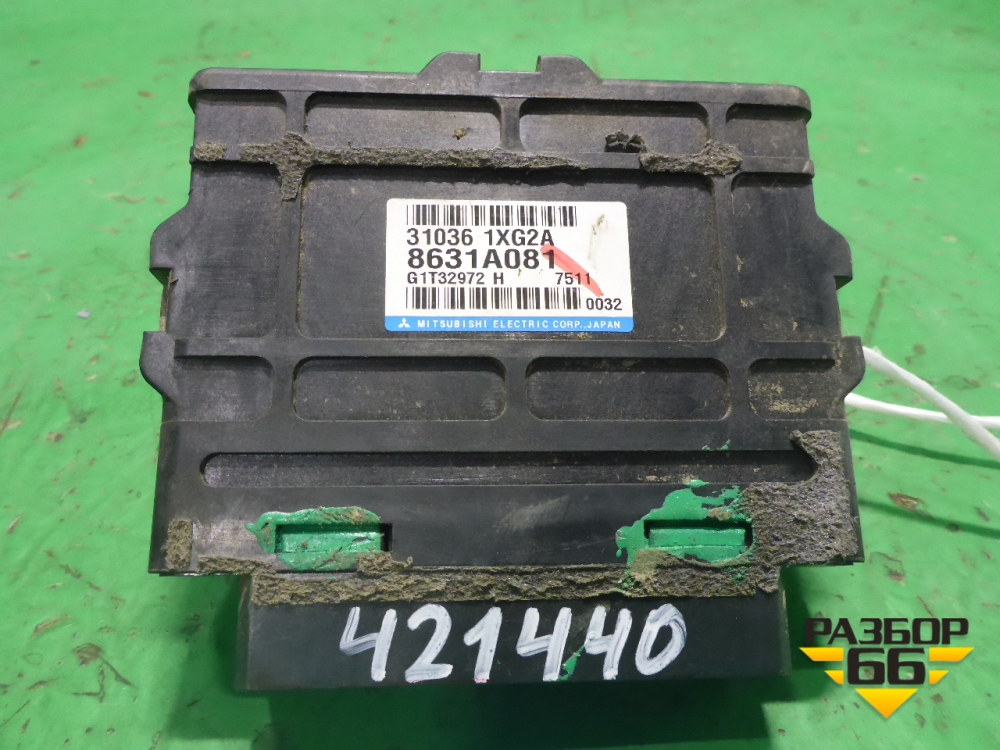 31036 1XG2A
8631A081
G1T32972 H 7511
0032
MITSUBISHI ELECTRIC CORP., JAPAN
421440
РАЗБОР
66